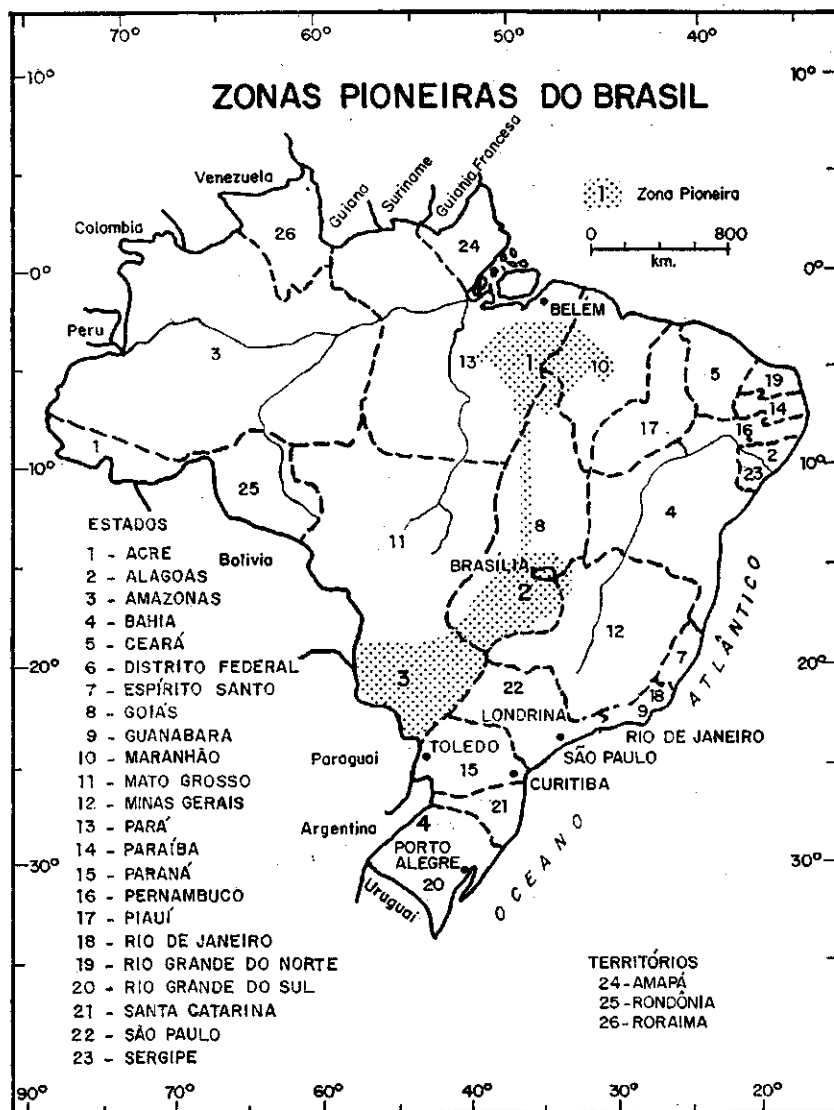 70° 60° 50° 40°
10° 10°
ZONAS PIONEIRAS DO BRASIL
Venezuela
Guiana
Suriname
Guiania Francesa
1 Zona Pioneira
Colombia
26
24
0 800
km.
0° 0°
BELEM
Peru
3
13
1
10
5
19
14
16
17
2
23
1
10° 10°
25
4
8
11
ESTADOS
Bolivia
BRASÍLIA
2
12
7
1 - ACRE
2 - ALAGOAS
3 - AMAZONAS
4 - BAHIA
5 - CEARÁ
6 - DISTRITO FEDERAL
7 - ESPÍRITO SANTO
8 - GOIÁS
9 - GUANABARA
10 - MARANHÃO
11 - MATO GROSSO
12 - MINAS GERAIS
13 - PARÁ
14 - PARAÍBA
15 - PARANÁ
16 - PERNAMBUCO
17 - PIAUÍ
18 - RIO DE JANEIRO
19 - RIO GRANDE DO NORTE
20 - RIO GRANDE DO SUL
21 - SANTA CATARINA
22 - SÃO PAULO
23 - SERGIPE
20° 20°
3
22
18
9
LONDRINA
RIO DE JANEIRO
Paraguai
TOLEDO
SÃO PAULO
15
CURITIBA
21
Argentina
4
PORTO
ALEGRE
20
Uruguai
OCEANO
ATLÂNTICO
30° 30°
TERRITÓRIOS
24-AMAPÁ
25-RONDÔNIA
26-RORAIMA
90° 70° 60° 40° 30° 20°